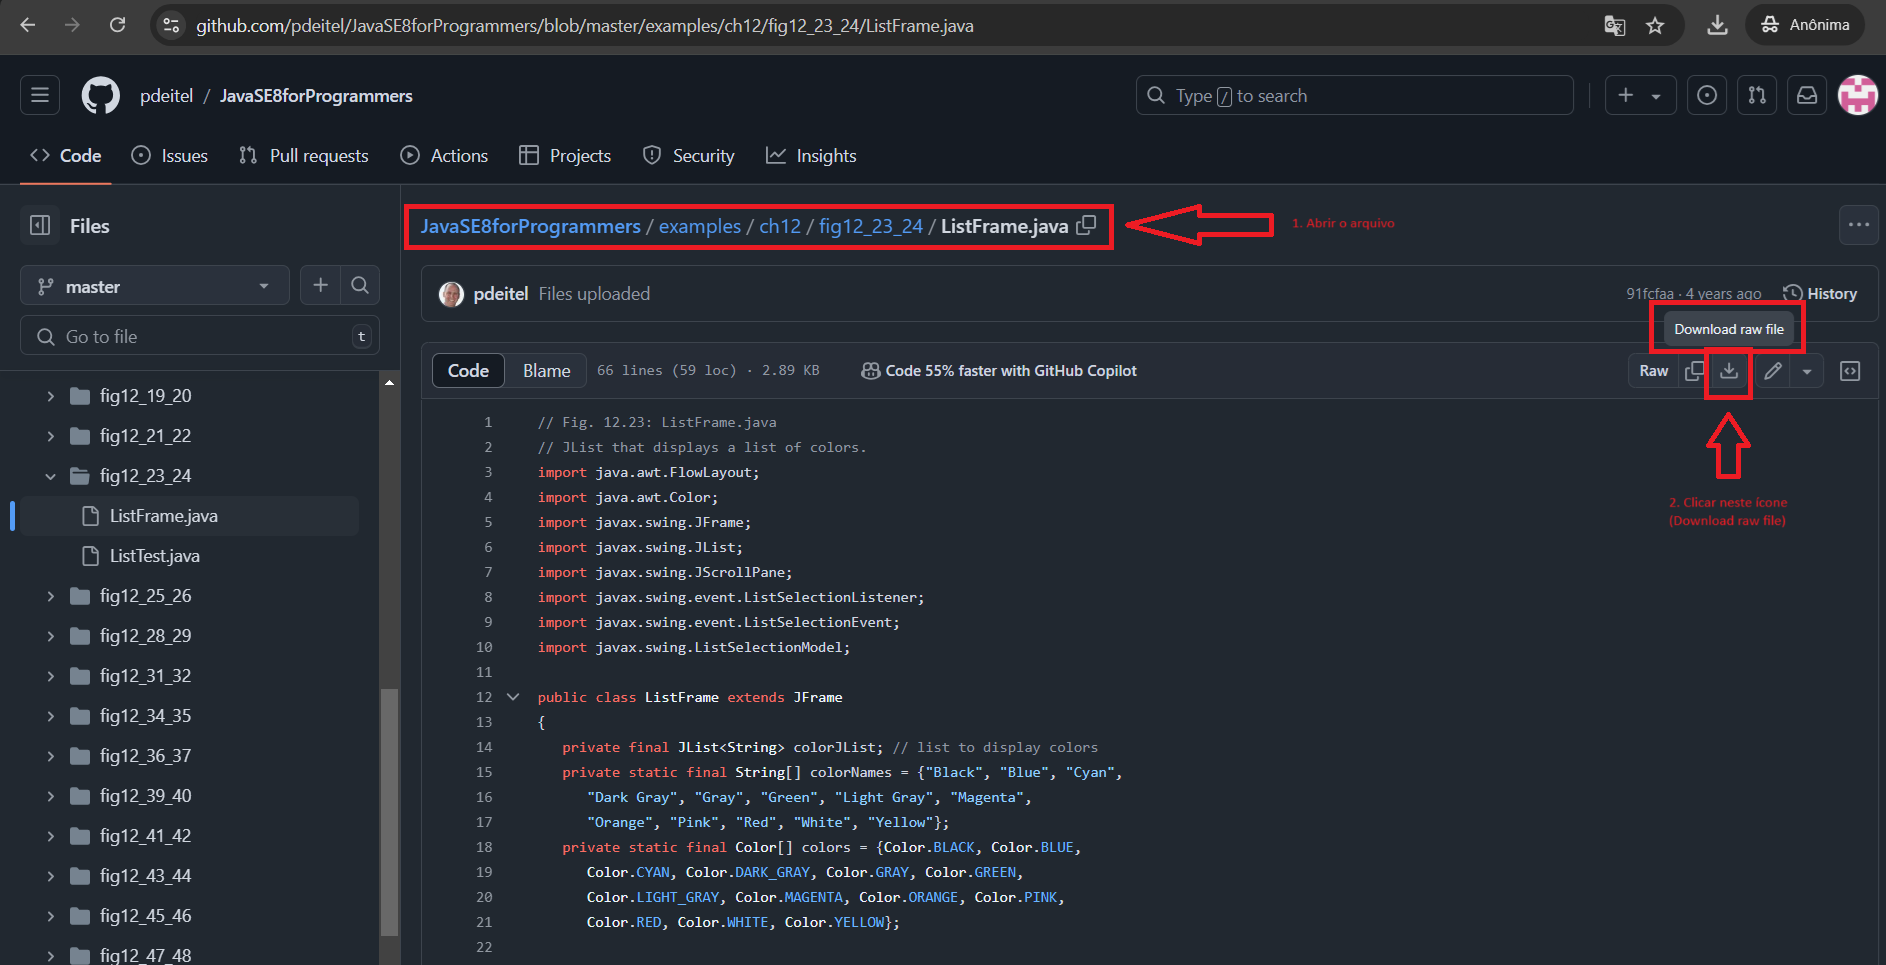 github.com/pdeitel/JavaSE8forProgrammers/blob/master/examples/ch12/fig12_23_24/ListFrame.java
Anônima
pdeitel / JavaSE8forProgrammers
Type / to search
Code
Issues
Pull requests
Actions
Projects
Security
Insights
Files
JavaSE8forProgrammers / examples / ch12 / fig12_23_24 / ListFrame.java
1. Abrir o arquivo
master
pdeitel Files uploaded
91fcfaa · 4 years ago
History
Go to file
t
Download raw file
Code
Blame
66 lines (59 loc) · 2.89 KB
Code 55% faster with GitHub Copilot
Raw
2. Clicar neste ícone
(Download raw file)
fig12_19_20
fig12_21_22
fig12_23_24
ListFrame.java
ListTest.java
fig12_25_26
fig12_28_29
fig12_31_32
fig12_34_35
fig12_36_37
fig12_39_40
fig12_41_42
fig12_43_44
fig12_45_46
fig12_47_48
1 // Fig. 12.23: ListFrame.java
2 // JList that displays a list of colors.
3 import java.awt.FlowLayout;
4 import java.awt.Color;
5 import javax.swing.JFrame;
6 import javax.swing.JList;
7 import javax.swing.JScrollPane;
8 import javax.swing.event.ListSelectionListener;
9 import javax.swing.event.ListSelectionEvent;
10 import javax.swing.ListSelectionModel;
11
12 public class ListFrame extends JFrame
13 {
14 private final JList<String> colorJList; // list to display colors
15 private static final String[] colorNames = {"Black", "Blue", "Cyan",
16 "Dark Gray", "Gray", "Green", "Light Gray", "Magenta",
17 "Orange", "Pink", "Red", "White", "Yellow"};
18 private static final Color[] colors = {Color.BLACK, Color.BLUE,
19 Color.CYAN, Color.DARK_GRAY, Color.GRAY, Color.GREEN,
20 Color.LIGHT_GRAY, Color.MAGENTA, Color.ORANGE, Color.PINK,
21 Color.RED, Color.WHITE, Color.YELLOW};
22